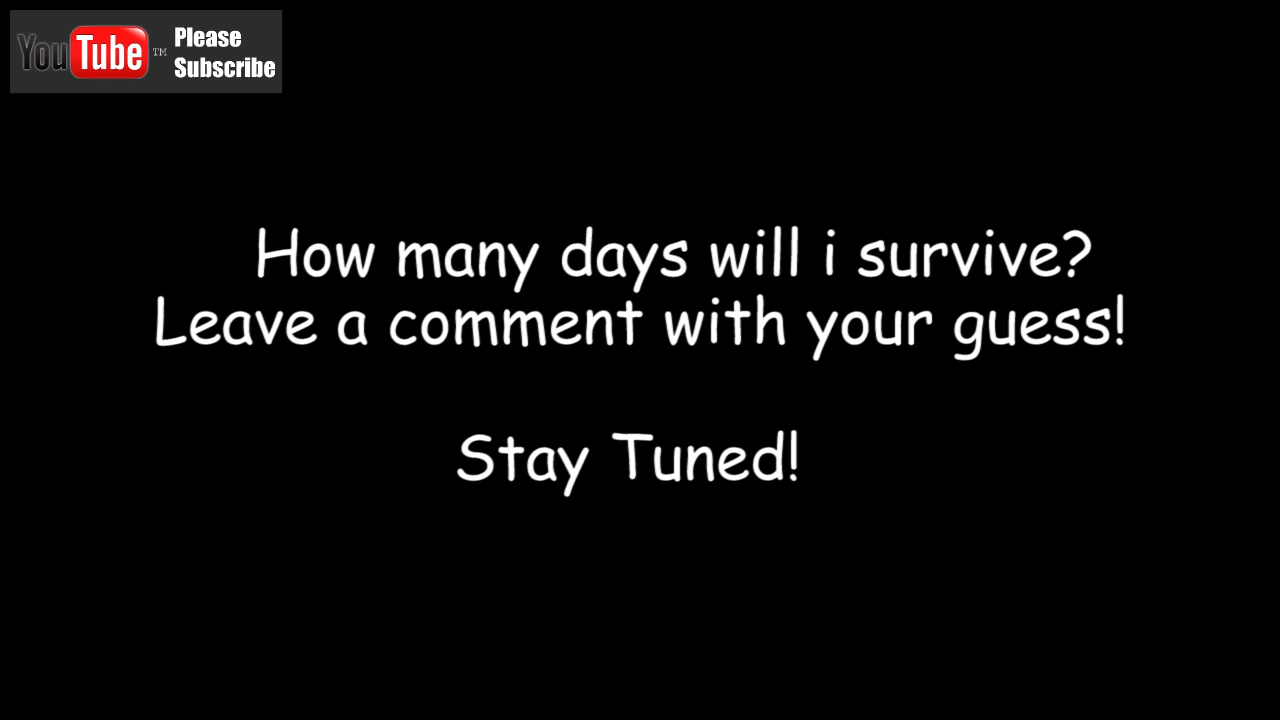 YouTube™ Please
Subscribe
How many days will i survive?
Leave a comment with your guess!
Stay Tuned!